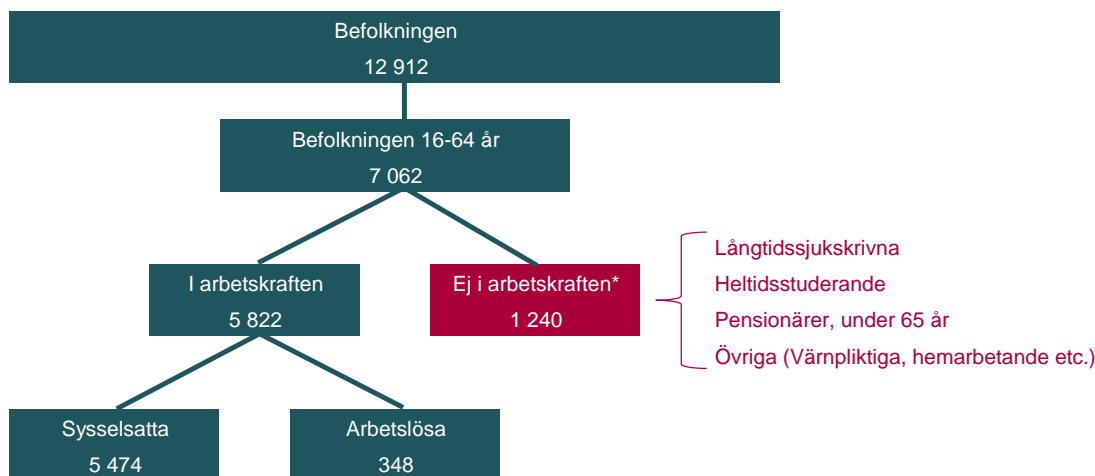 Befolkningen
12 912
Befolkningen 16-64 år
7 062
I arbetskraften
5 822
Ej i arbetskraften*
1 240
Långtidssjukskrivna
Heltidsstuderande
Pensionärer, under 65 år
Övriga (Värnpliktiga, hemarbetande etc.)
Sysselsatta
5 474
Arbetslösa
348